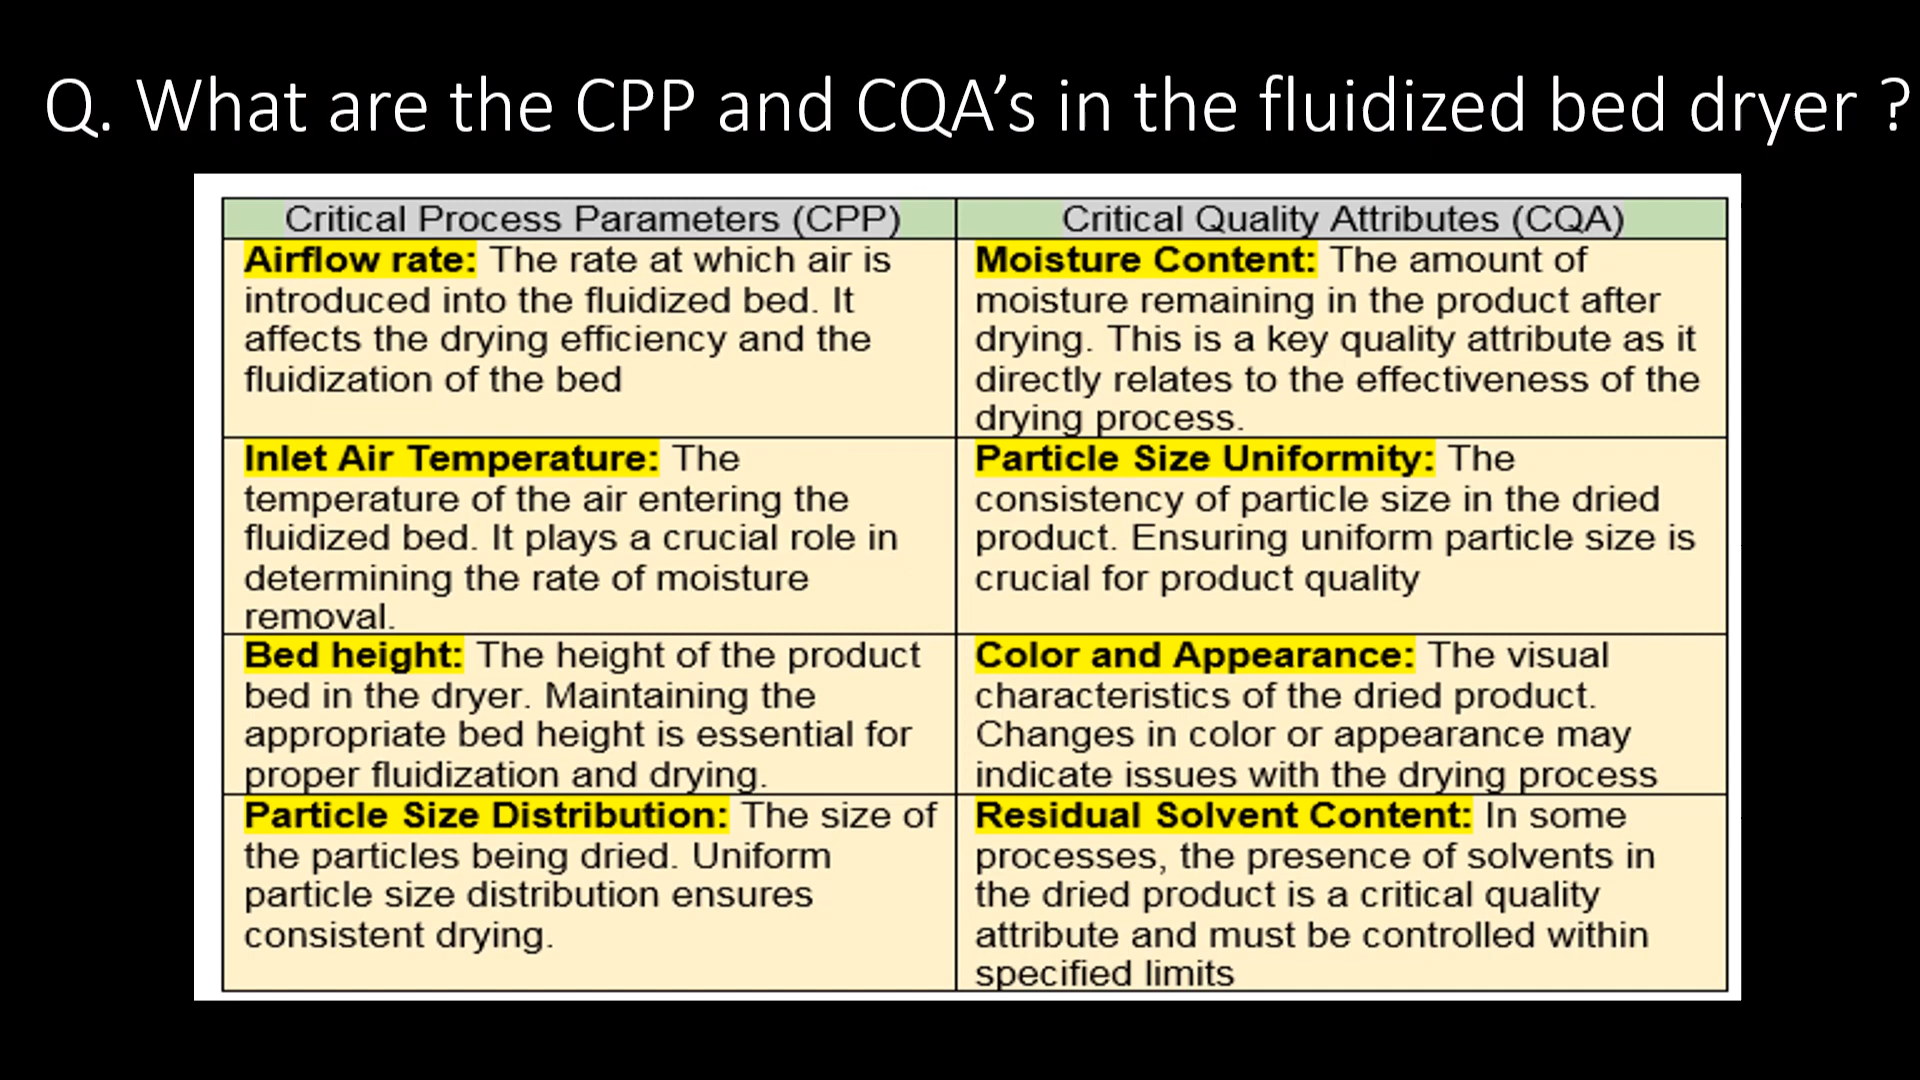 Q. What are the CPP and CQA’s in the fluidized bed dryer ?
Critical Process Parameters (CPP)
Critical Quality Attributes (CQA)
Airflow rate: The rate at which air is
introduced into the fluidized bed. It
affects the drying efficiency and the
fluidization of the bed
Moisture Content: The amount of
moisture remaining in the product after
drying. This is a key quality attribute as it
directly relates to the effectiveness of the
drying process.
Inlet Air Temperature: The
temperature of the air entering the
fluidized bed. It plays a crucial role in
determining the rate of moisture
removal.
Particle Size Uniformity: The
consistency of particle size in the dried
product. Ensuring uniform particle size is
crucial for product quality
Bed height: The height of the product
bed in the dryer. Maintaining the
appropriate bed height is essential for
proper fluidization and drying.
Color and Appearance: The visual
characteristics of the dried product.
Changes in color or appearance may
indicate issues with the drying process
Particle Size Distribution: The size of
the particles being dried. Uniform
particle size distribution ensures
consistent drying.
Residual Solvent Content: In some
processes, the presence of solvents in
the dried product is a critical quality
attribute and must be controlled within
specified limits